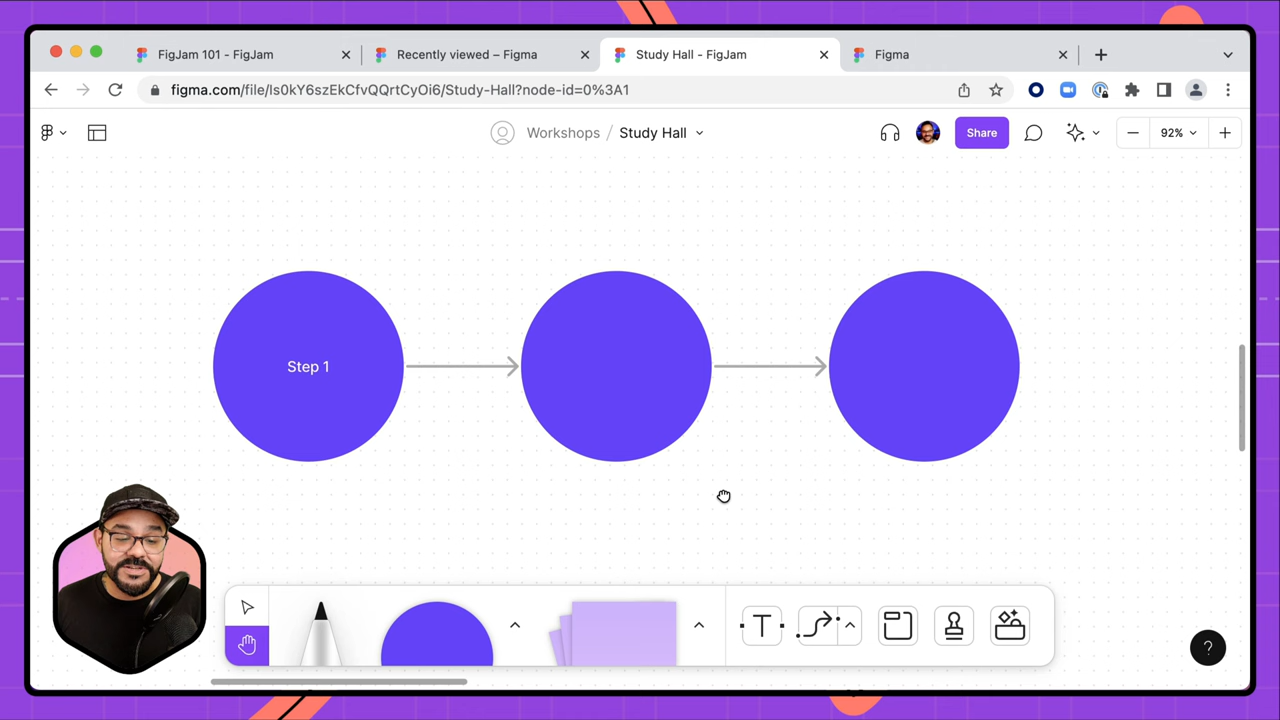 FigJam 101 - FigJam
Recently viewed – Figma
Study Hall - FigJam
Figma
figma.com/file/Is0kY6szEkCfvQQrtCyOi6/Study-Hall?node-id=0%3A1
Workshops / Study Hall
Share
92%
Step 1
T
?